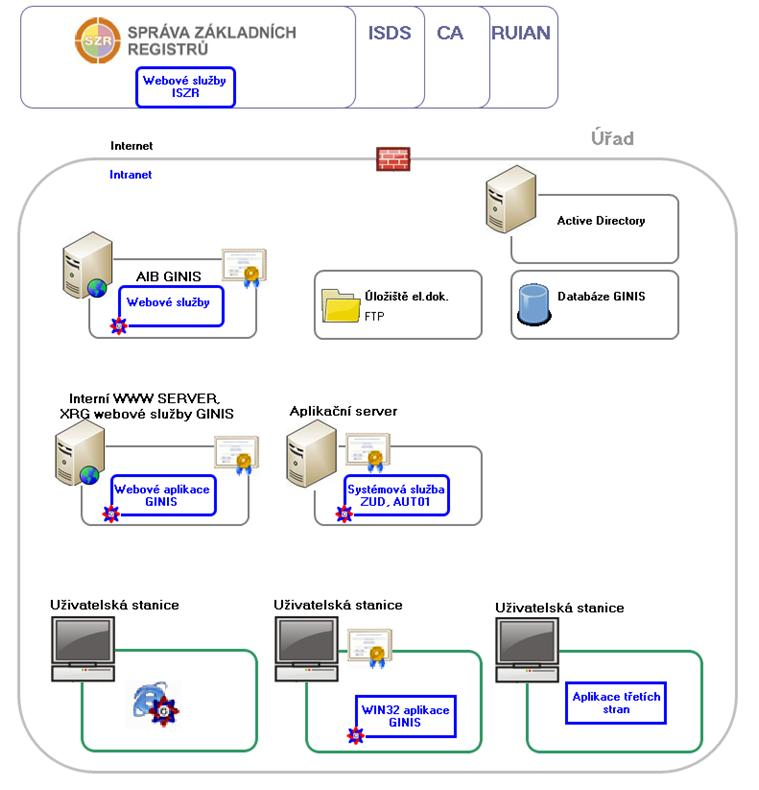 SZR
SPRÁVA ZÁKLADNÍCH
REGISTRŮ
ISDS
CA
RUIAN
Webové služby
ISZR
Internet
Úřad
Intranet
Active Directory
AIB GINIS
Webové služby
Úložiště el.dok.
FTP
Databáze GINIS
Interní WWW SERVER,
XRG webové služby GINIS
Aplikační server
Webové aplikace
GINIS
Systémová služba
ZUD, AUT01
Uživatelská stanice
Uživatelská stanice
Uživatelská stanice
WIN32 aplikace
GINIS
Aplikace třetích
stran